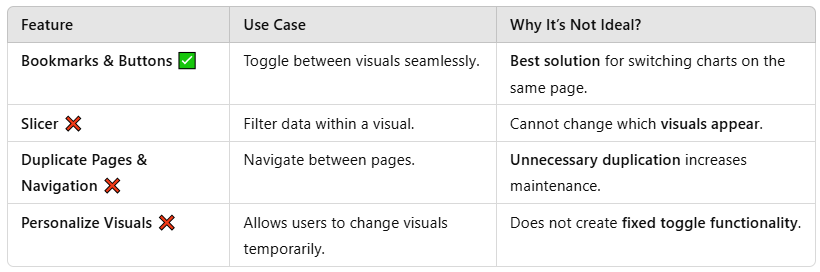 Feature Use Case Why It's Not Ideal?
Bookmarks & Buttons ✅ Toggle between visuals seamlessly. Best solution for switching charts on the
same page.
Slicer ❌ Filter data within a visual. Cannot change which visuals appear.
Duplicate Pages & Navigate between pages. Unnecessary duplication increases
Navigation ❌ maintenance.
Personalize Visuals ❌ Allows users to change visuals Does not create fixed toggle functionality.
temporarily.